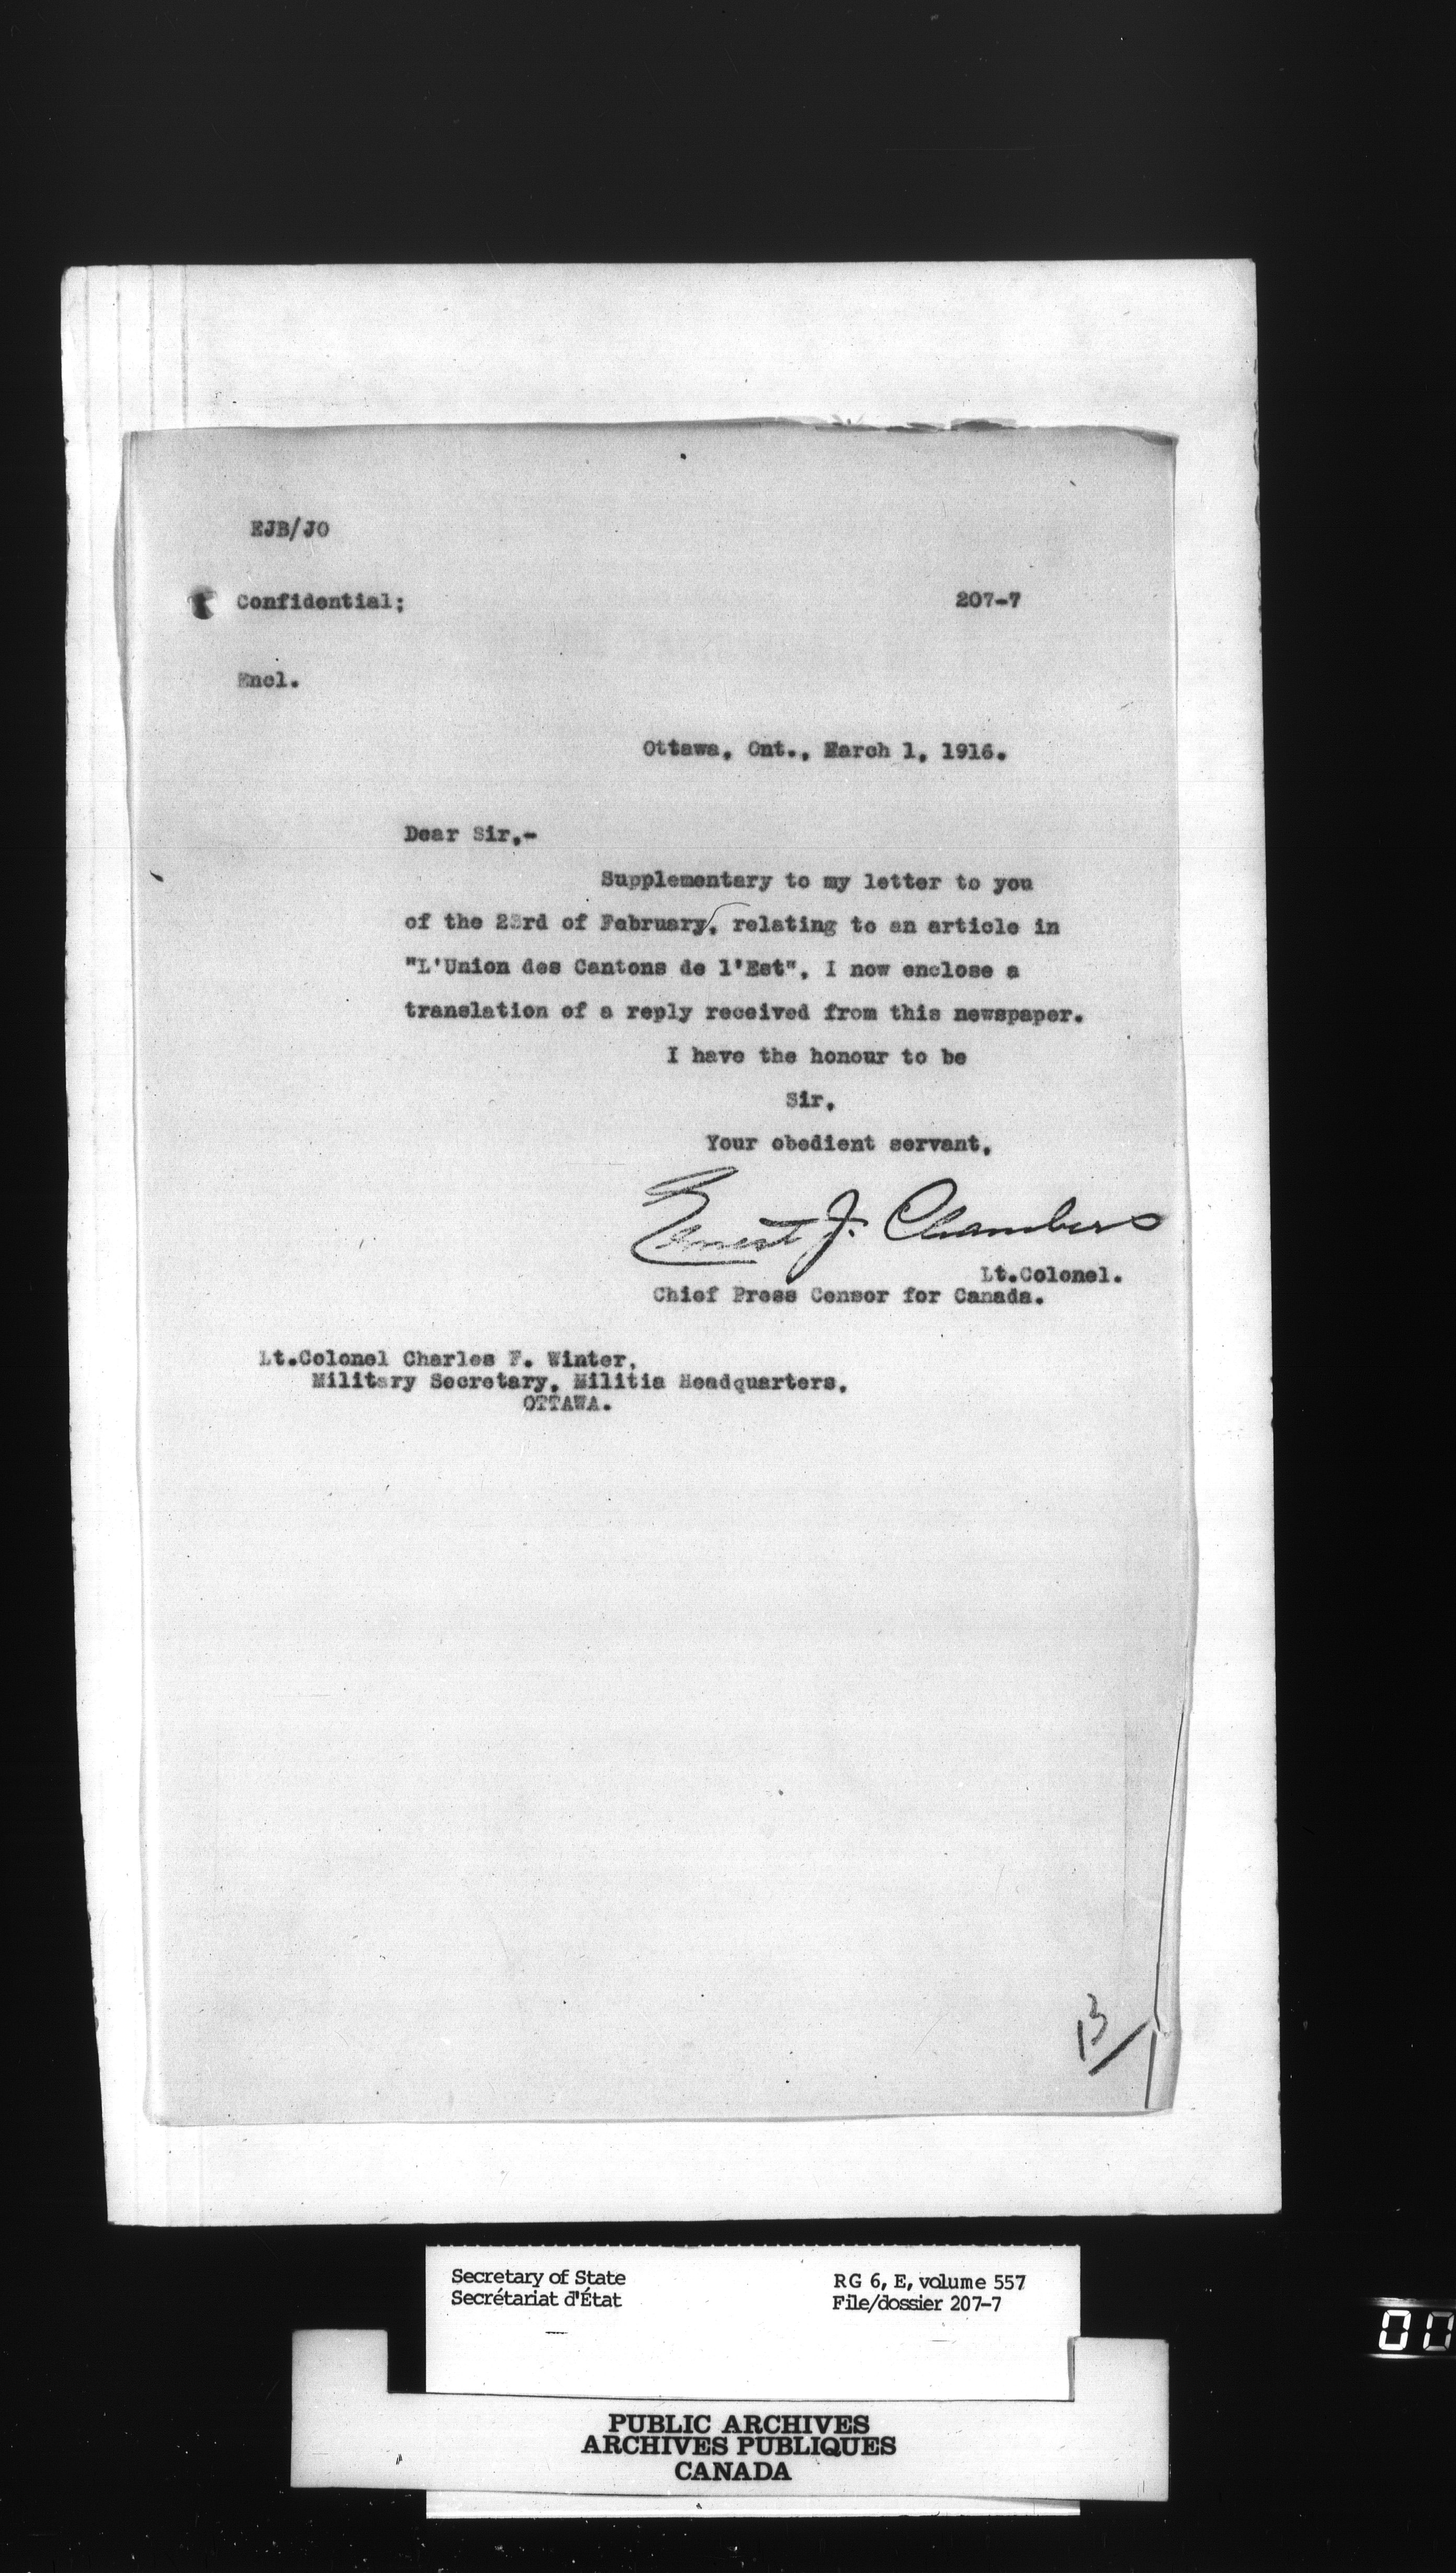 EJB/JO
Confidential;
207-7
Encl.
Ottawa, Ont., March 1, 1916.
Dear Sir,-
Supplementary to my letter to you
of the 23rd of February, relating to an article in
"L'Union des Cantons de l'Est", I now enclose a
translation of a reply received from this newspaper.
I have the honour to be
Sir,
Your obedient servant,
Ernest J. Chambers
Lt.Colonel.
Chief Press Censor for Canada.
Lt.Colonel Charles F. Winter,
Military Secretary, Militia Headquarters,
OTTAWA.
Secretary of State
Secrétariat d'État
RG 6, E, volume 557
File/dossier 207-7
PUBLIC ARCHIVES
ARCHIVES PUBLIQUES
CANADA
00